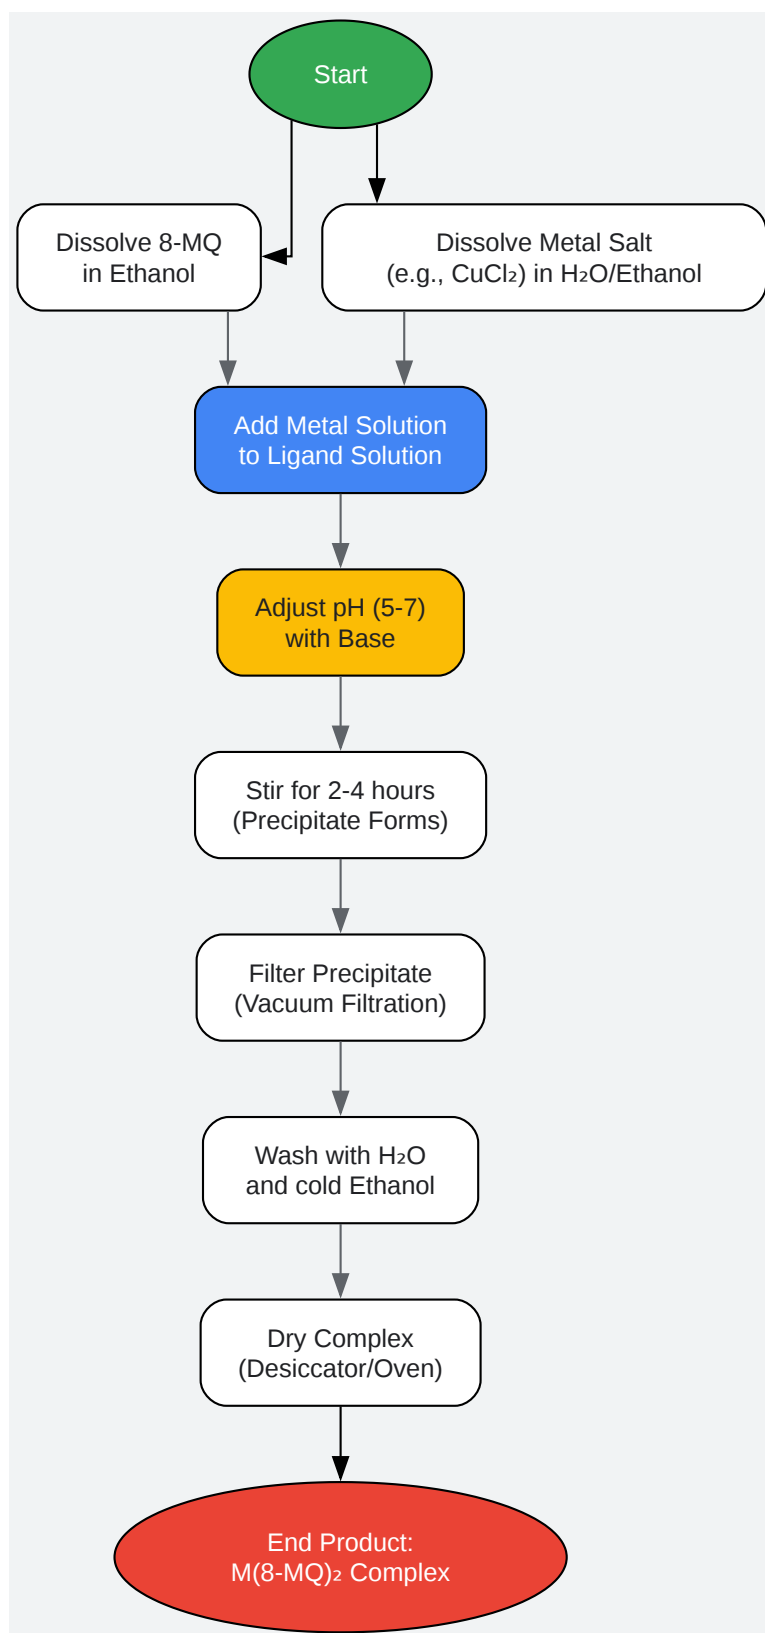 Start
Dissolve 8-MQ
in Ethanol
Dissolve Metal Salt
(e.g., CuCl₂) in H₂O/Ethanol
Add Metal Solution
to Ligand Solution
Adjust pH (5-7)
with Base
Stir for 2-4 hours
(Precipitate Forms)
Filter Precipitate
(Vacuum Filtration)
Wash with H₂O
and cold Ethanol
Dry Complex
(Desiccator/Oven)
End Product:
M(8-MQ)₂ Complex